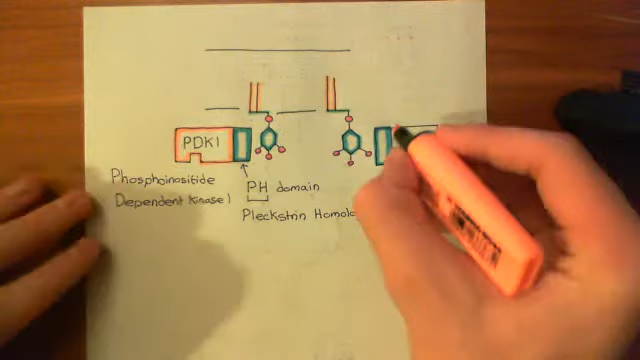 PDK1
Phosphoinositide
Dependent Kinase 1
PH domain
Pleckstrin Homolo